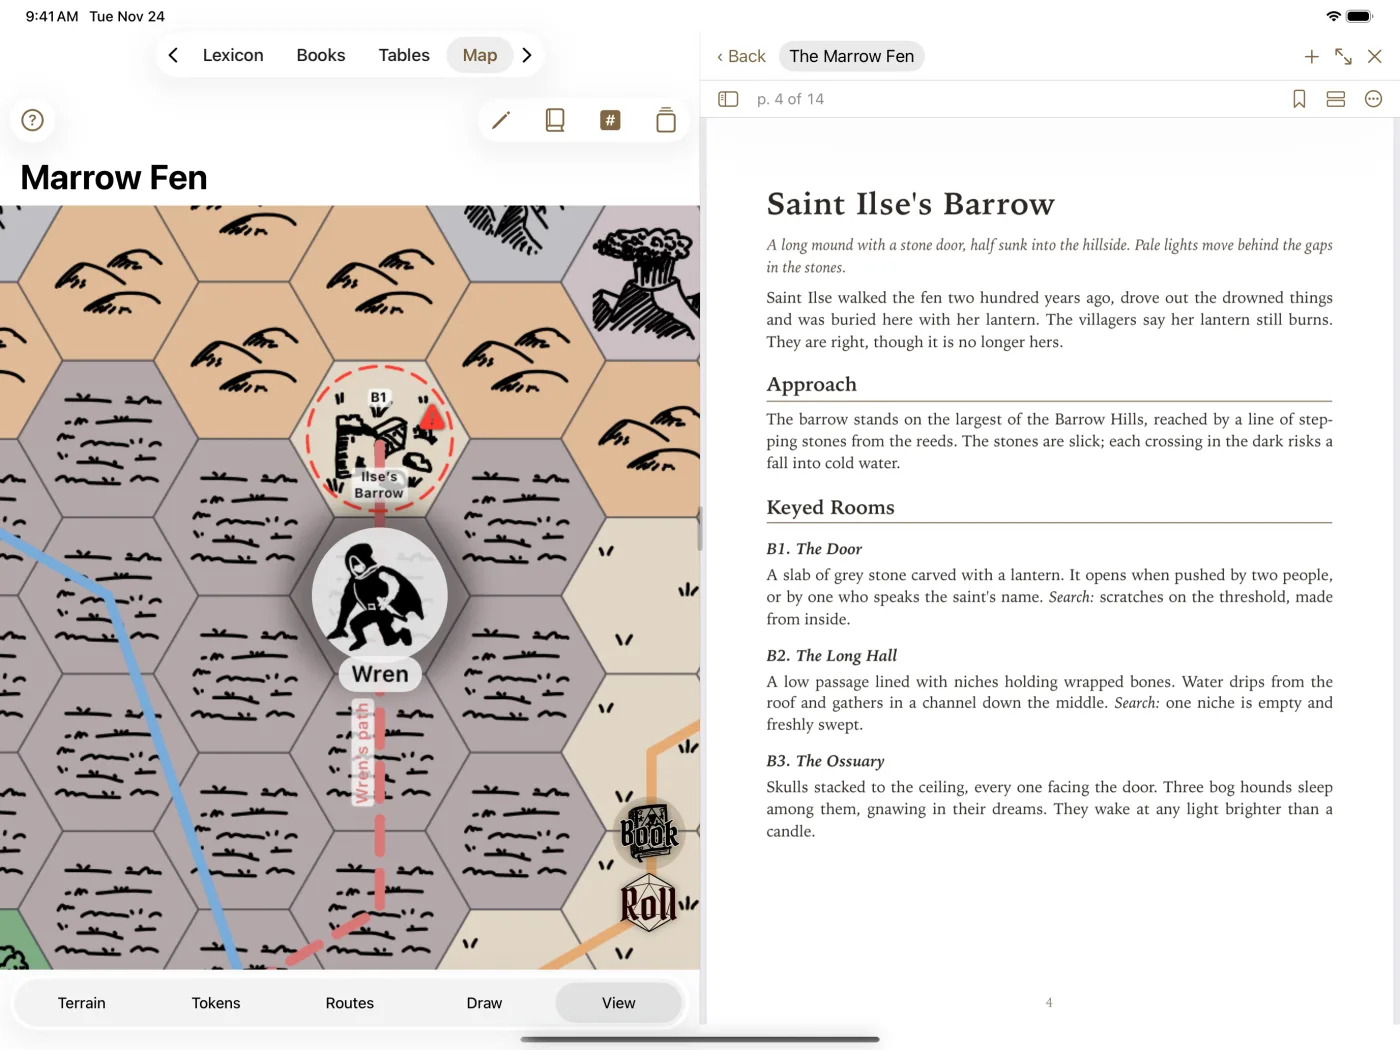 9:41 AM Tue Nov 24
Lexicon Books Tables Map
Marrow Fen
B1
Ilse's
Barrow
Wren
Wren's path
Book
Roll
Terrain Tokens Routes Draw View
Back The Marrow Fen
p. 4 of 14
Saint Ilse's Barrow
A long mound with a stone door, half sunk into the hillside. Pale lights move behind the gaps
in the stones.
Saint Ilse walked the fen two hundred years ago, drove out the drowned things
and was buried here with her lantern. The villagers say her lantern still burns.
They are right, though it is no longer hers.
Approach
The barrow stands on the largest of the Barrow Hills, reached by a line of step-
ping stones from the reeds. The stones are slick; each crossing in the dark risks a
fall into cold water.
Keyed Rooms
B1. The Door
A slab of grey stone carved with a lantern. It opens when pushed by two people,
or by one who speaks the saint's name. Search: scratches on the threshold, made
from inside.
B2. The Long Hall
A low passage lined with niches holding wrapped bones. Water drips from the
roof and gathers in a channel down the middle. Search: one niche is empty and
freshly swept.
B3. The Ossuary
Skulls stacked to the ceiling, every one facing the door. Three bog hounds sleep
among them, gnawing in their dreams. They wake at any light brighter than a
candle.
4